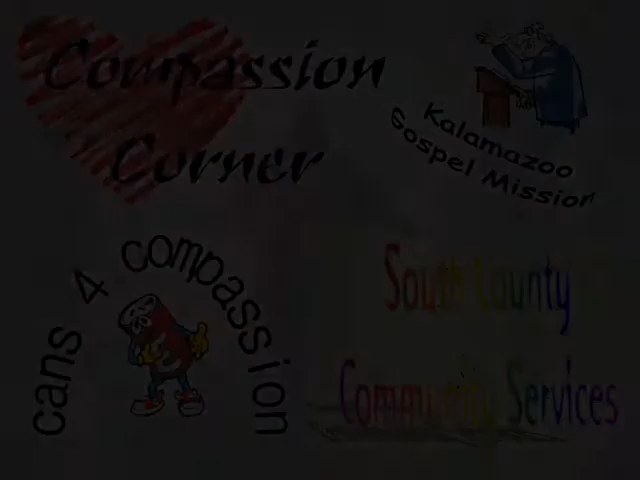 Compassion
Corner
Kalamazoo
Gospel Mission
cans 4 compassion
South County
Community Services